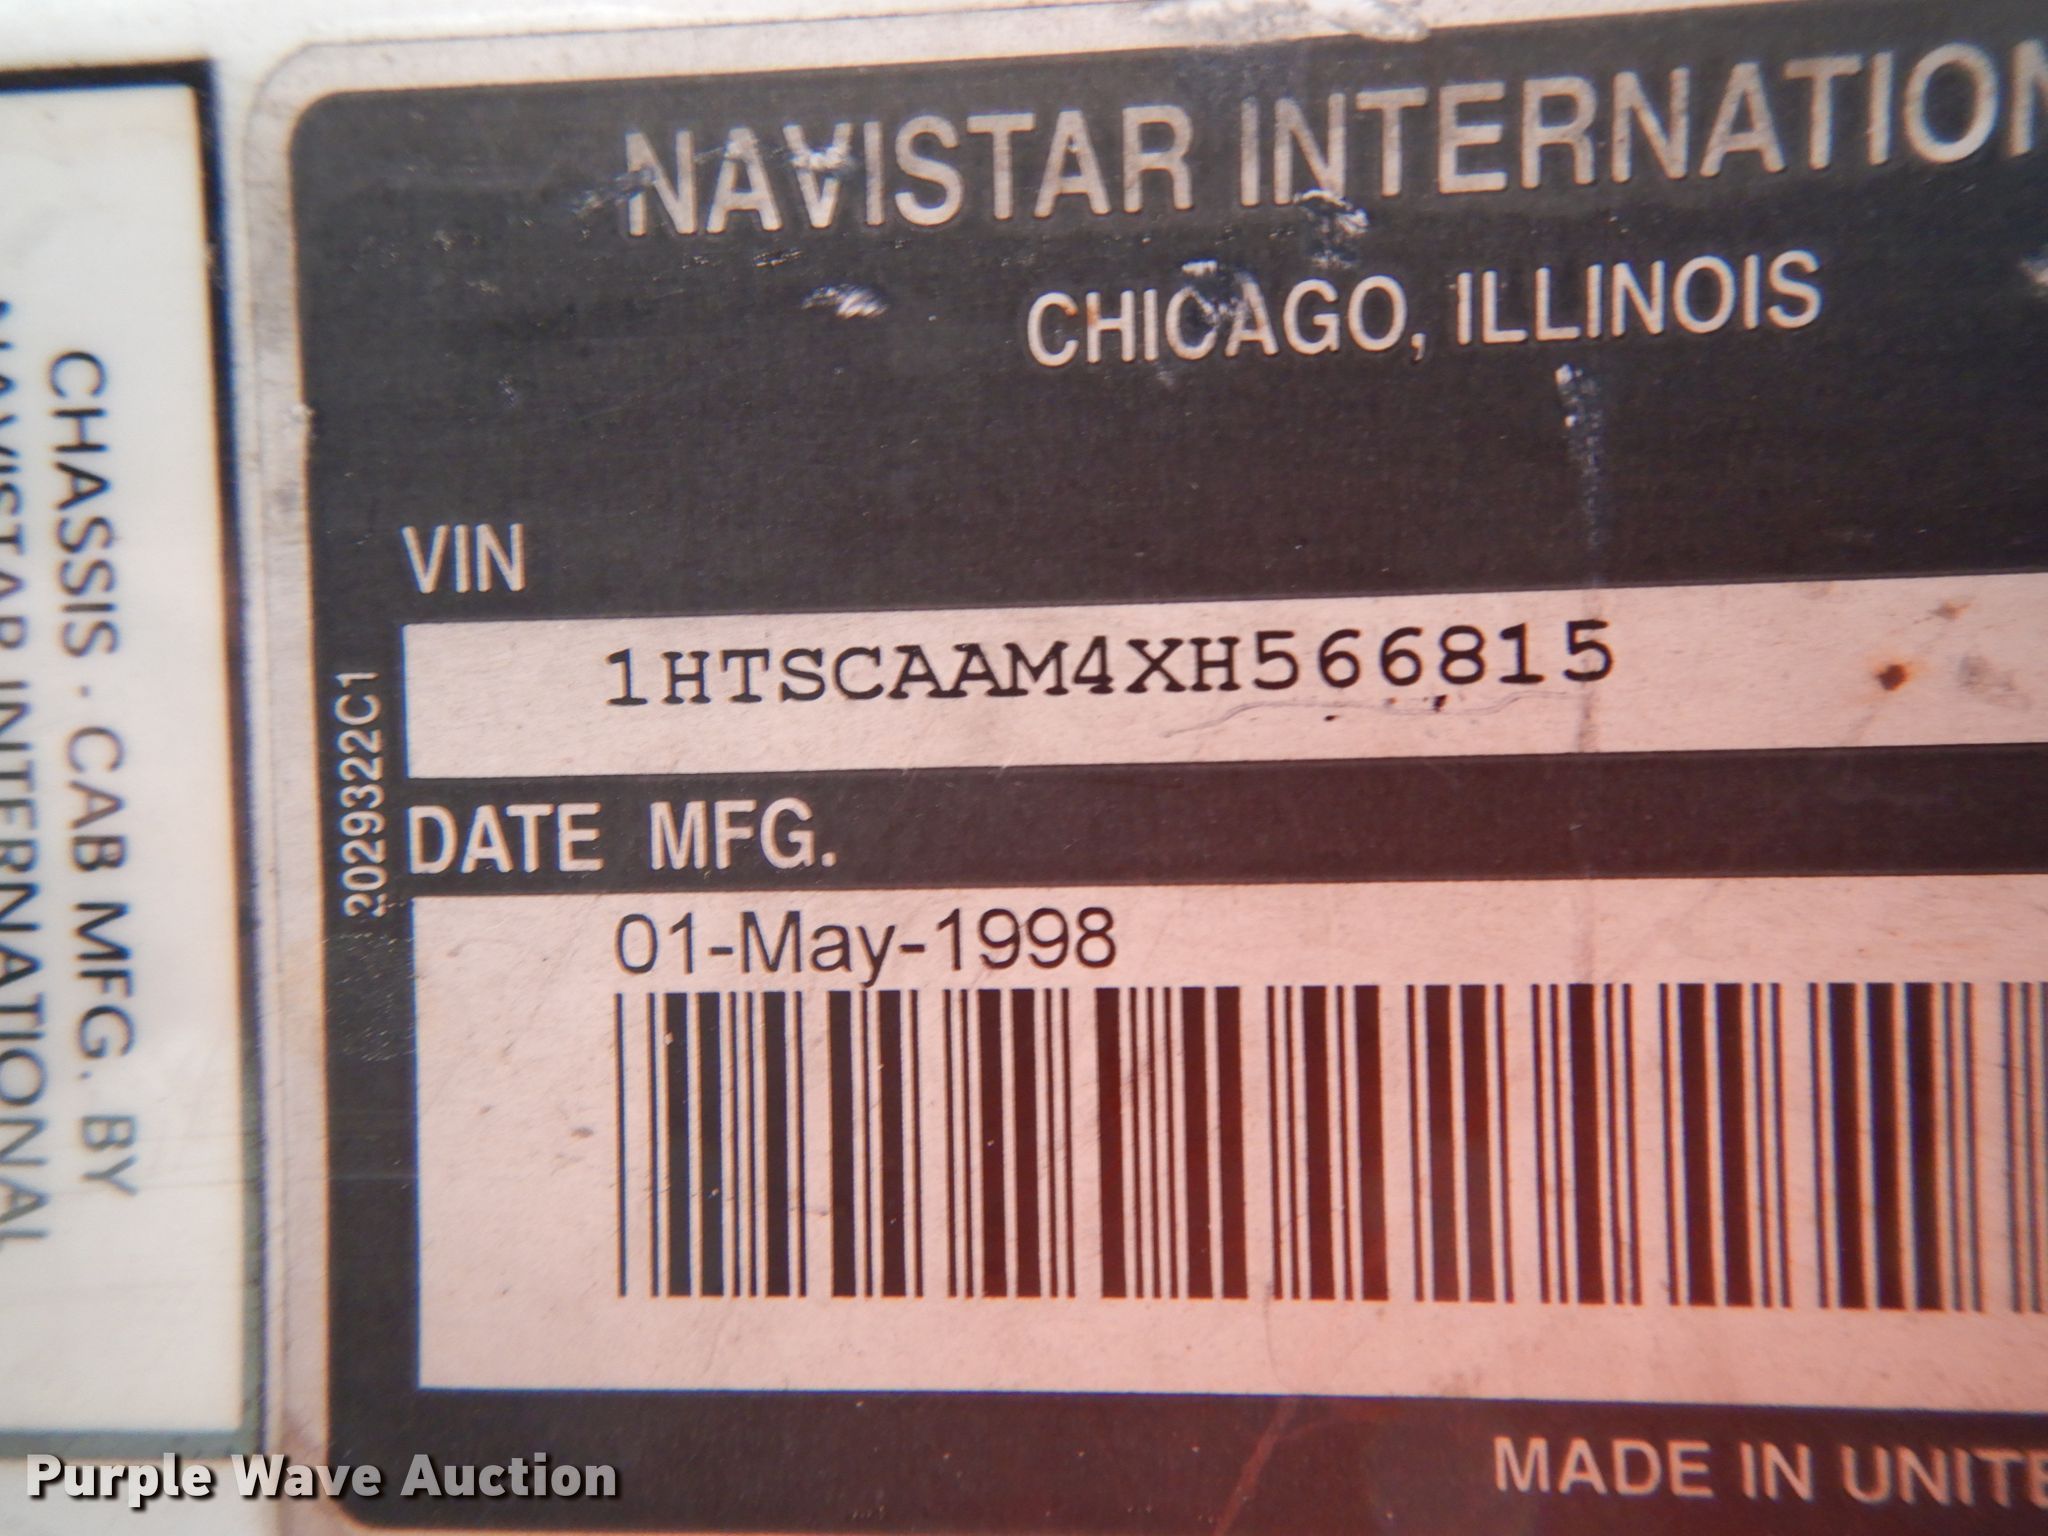 NAVISTAR INTERNATION
CHICAGO, ILLINOIS
VIN
1HTSCAAM4XH566815
DATE MFG.
01-May-1998
2029322C1
MADE IN UNITE
CHASSIS · CAB MFG. BY
NAVISTAR INTERNATIONAL
Purple Wave Auction